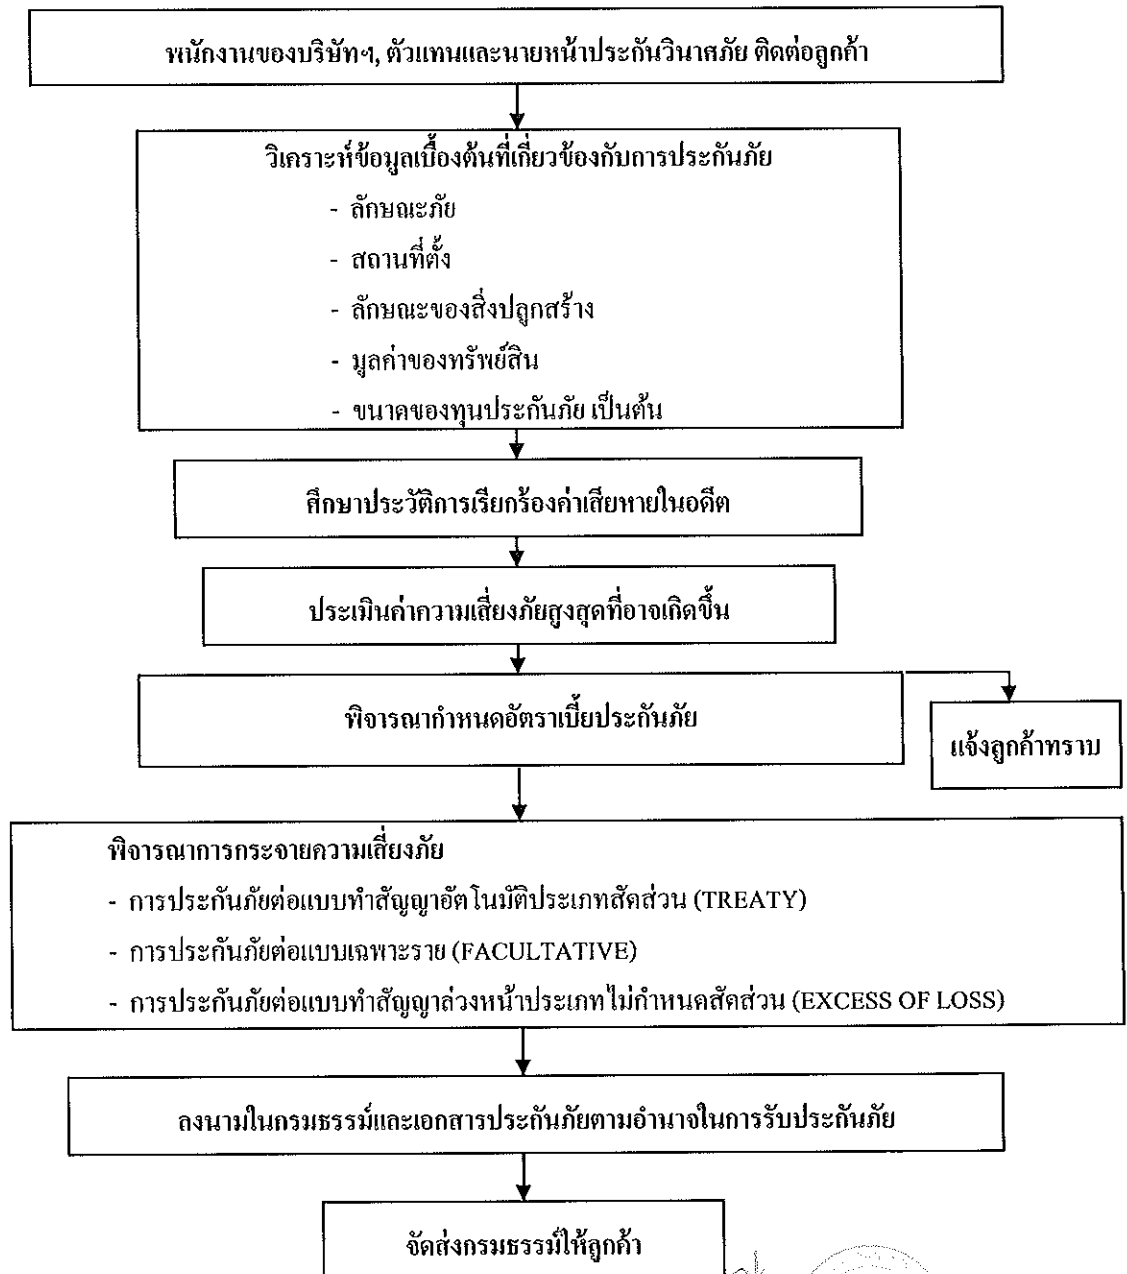 พนักงานของบริษัทฯ, ตัวแทนและนายหน้าประกันวินาศภัย ติดต่อลูกค้า
วิเคราะห์ข้อมูลเบื้องต้นที่เกี่ยวข้องกับการประกันภัย
- ลักษณะภัย
- สถานที่ตั้ง
- ลักษณะของสิ่งปลูกสร้าง
- มูลค่าของทรัพย์สิน
- ขนาดของทุนประกันภัย เป็นต้น
ศึกษาประวัติการเรียกร้องค่าเสียหายในอดีต
ประเมินค่าความเสี่ยงภัยสูงสุดที่อาจเกิดขึ้น
พิจารณากำหนดอัตราเบี้ยประกันภัย
แจ้งลูกค้าทราบ
พิจารณาการกระจายความเสี่ยงภัย
- การประกันภัยต่อแบบทำสัญญาอัตโนมัติประเภทสัดส่วน (TREATY)
- การประกันภัยต่อแบบเฉพาะราย (FACULTATIVE)
- การประกันภัยต่อแบบทำสัญญาล่วงหน้าประเภทไม่กำหนดสัดส่วน (EXCESS OF LOSS)
ลงนามในกรมธรรม์และเอกสารประกันภัยตามอำนาจในการรับประกันภัย
จัดส่งกรมธรรม์ให้ลูกค้า